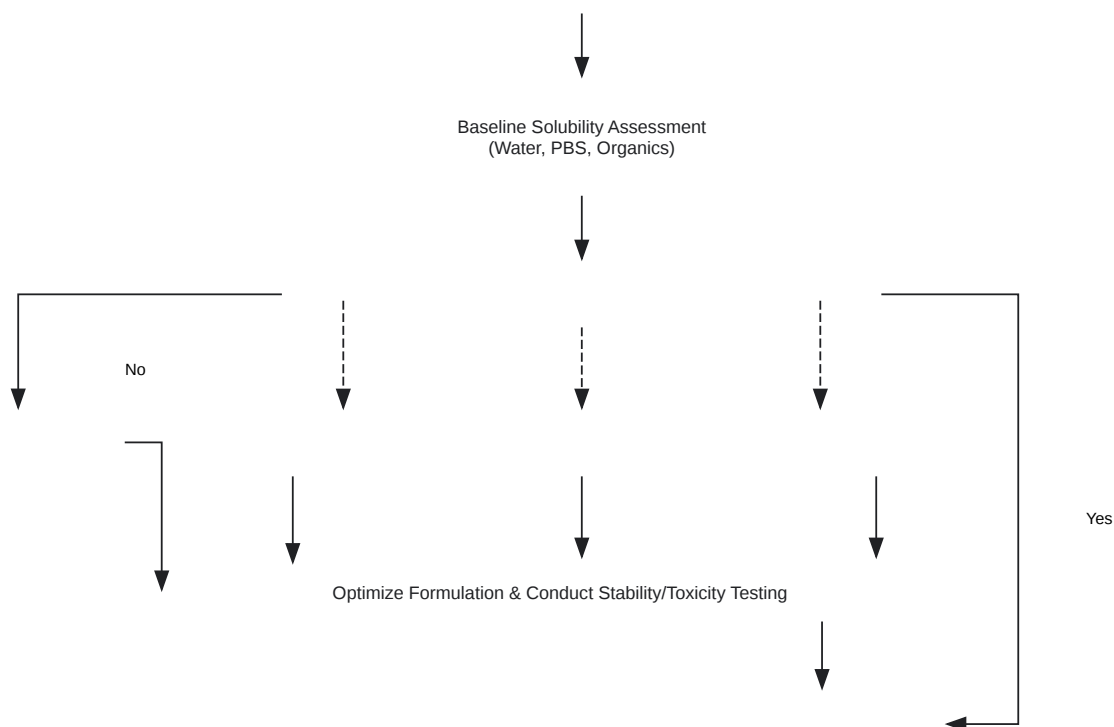 Baseline Solubility Assessment
(Water, PBS, Organics)
No
Yes
Optimize Formulation & Conduct Stability/Toxicity Testing